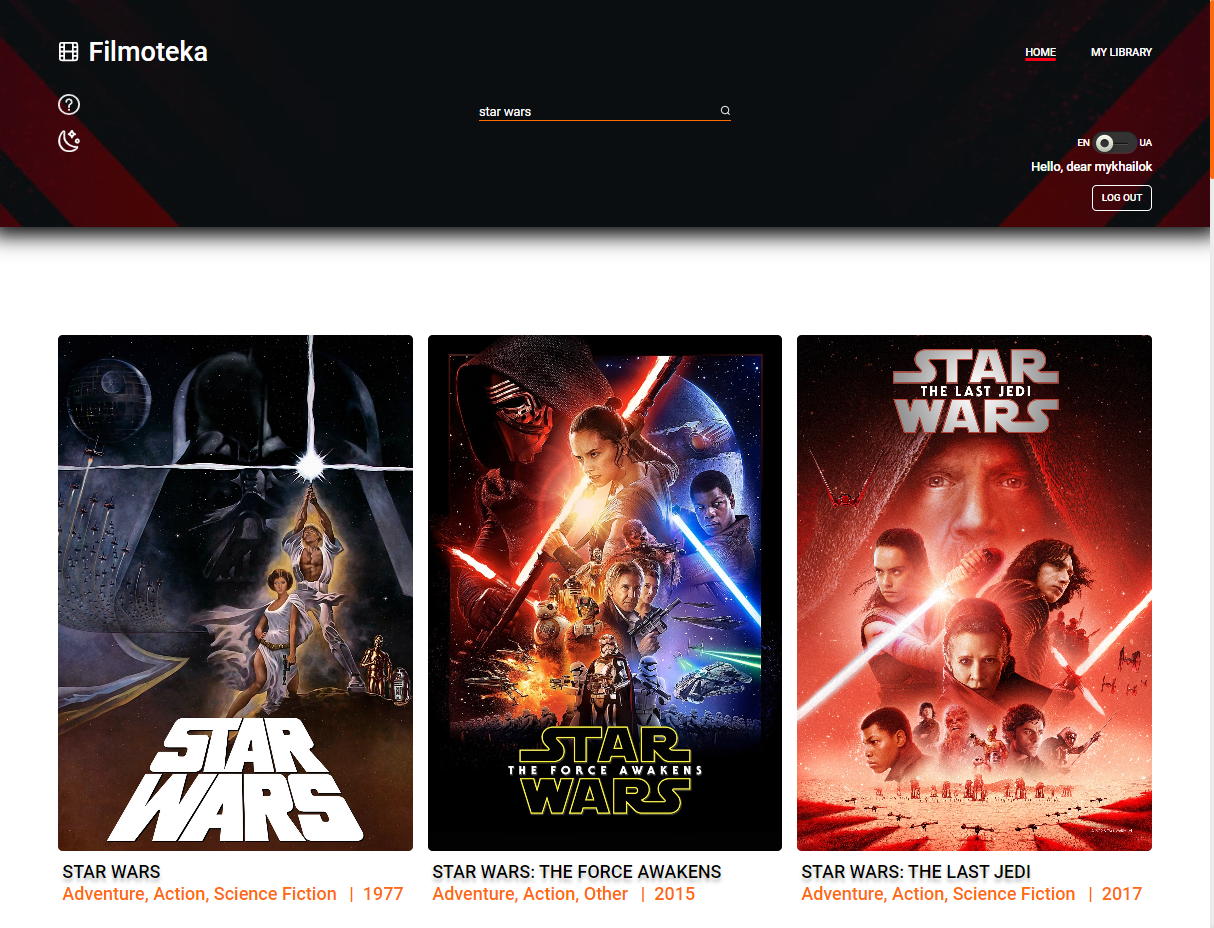 Filmoteka
HOME
MY LIBRARY
star wars
EN
UA
Hello, dear mykhailok
LOG OUT
STAR
WARS
STAR
THE FORCE AWAKENS
WARS
STAR
THE LAST JEDI
WARS
STAR WARS
Adventure, Action, Science Fiction | 1977
STAR WARS: THE FORCE AWAKENS
Adventure, Action, Other | 2015
STAR WARS: THE LAST JEDI
Adventure, Action, Science Fiction | 2017